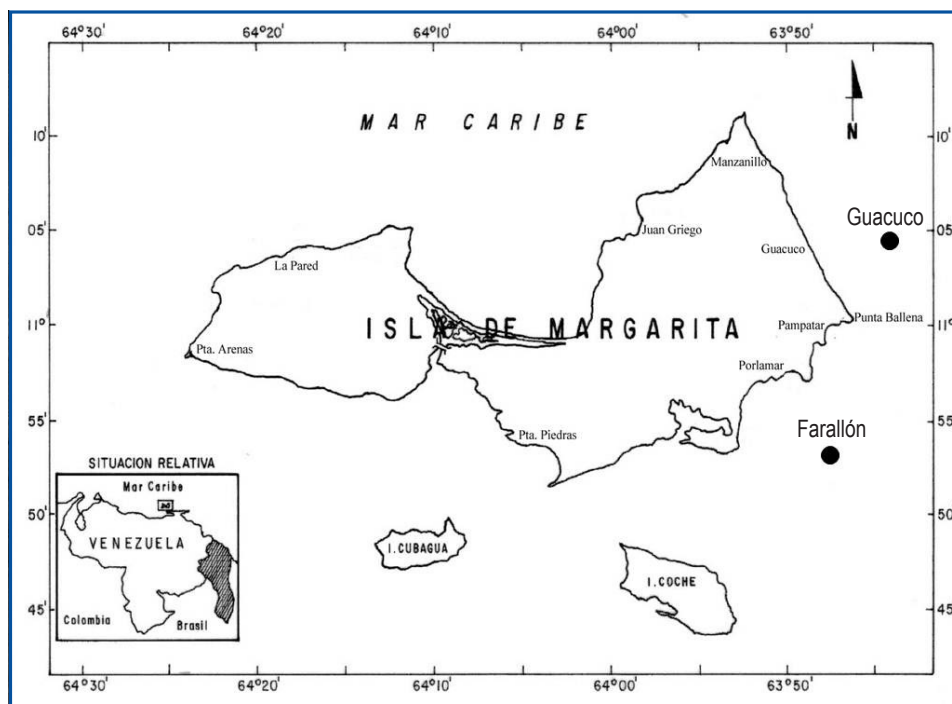 64°30' 64°20' 64°10' 64°00' 63°50'
MAR CARIBE
N
10' 10'
Manzanillo
Guacuco
05' Juan Griego 05'
Guacuco
La Pared
11° ISLA DE MARGARITA Pampatar Punta Ballena 11°
Pta. Arenas
Porlamar
55' 55'
Pta. Piedras
Farallón
SITUACION RELATIVA
Mar Caribe
50' 50'
VENEZUELA
I. CUBAGUA
I. COCHE
45' 45'
Colombia Brasil
64°30' 64°20' 64°10' 64°00' 63°50'